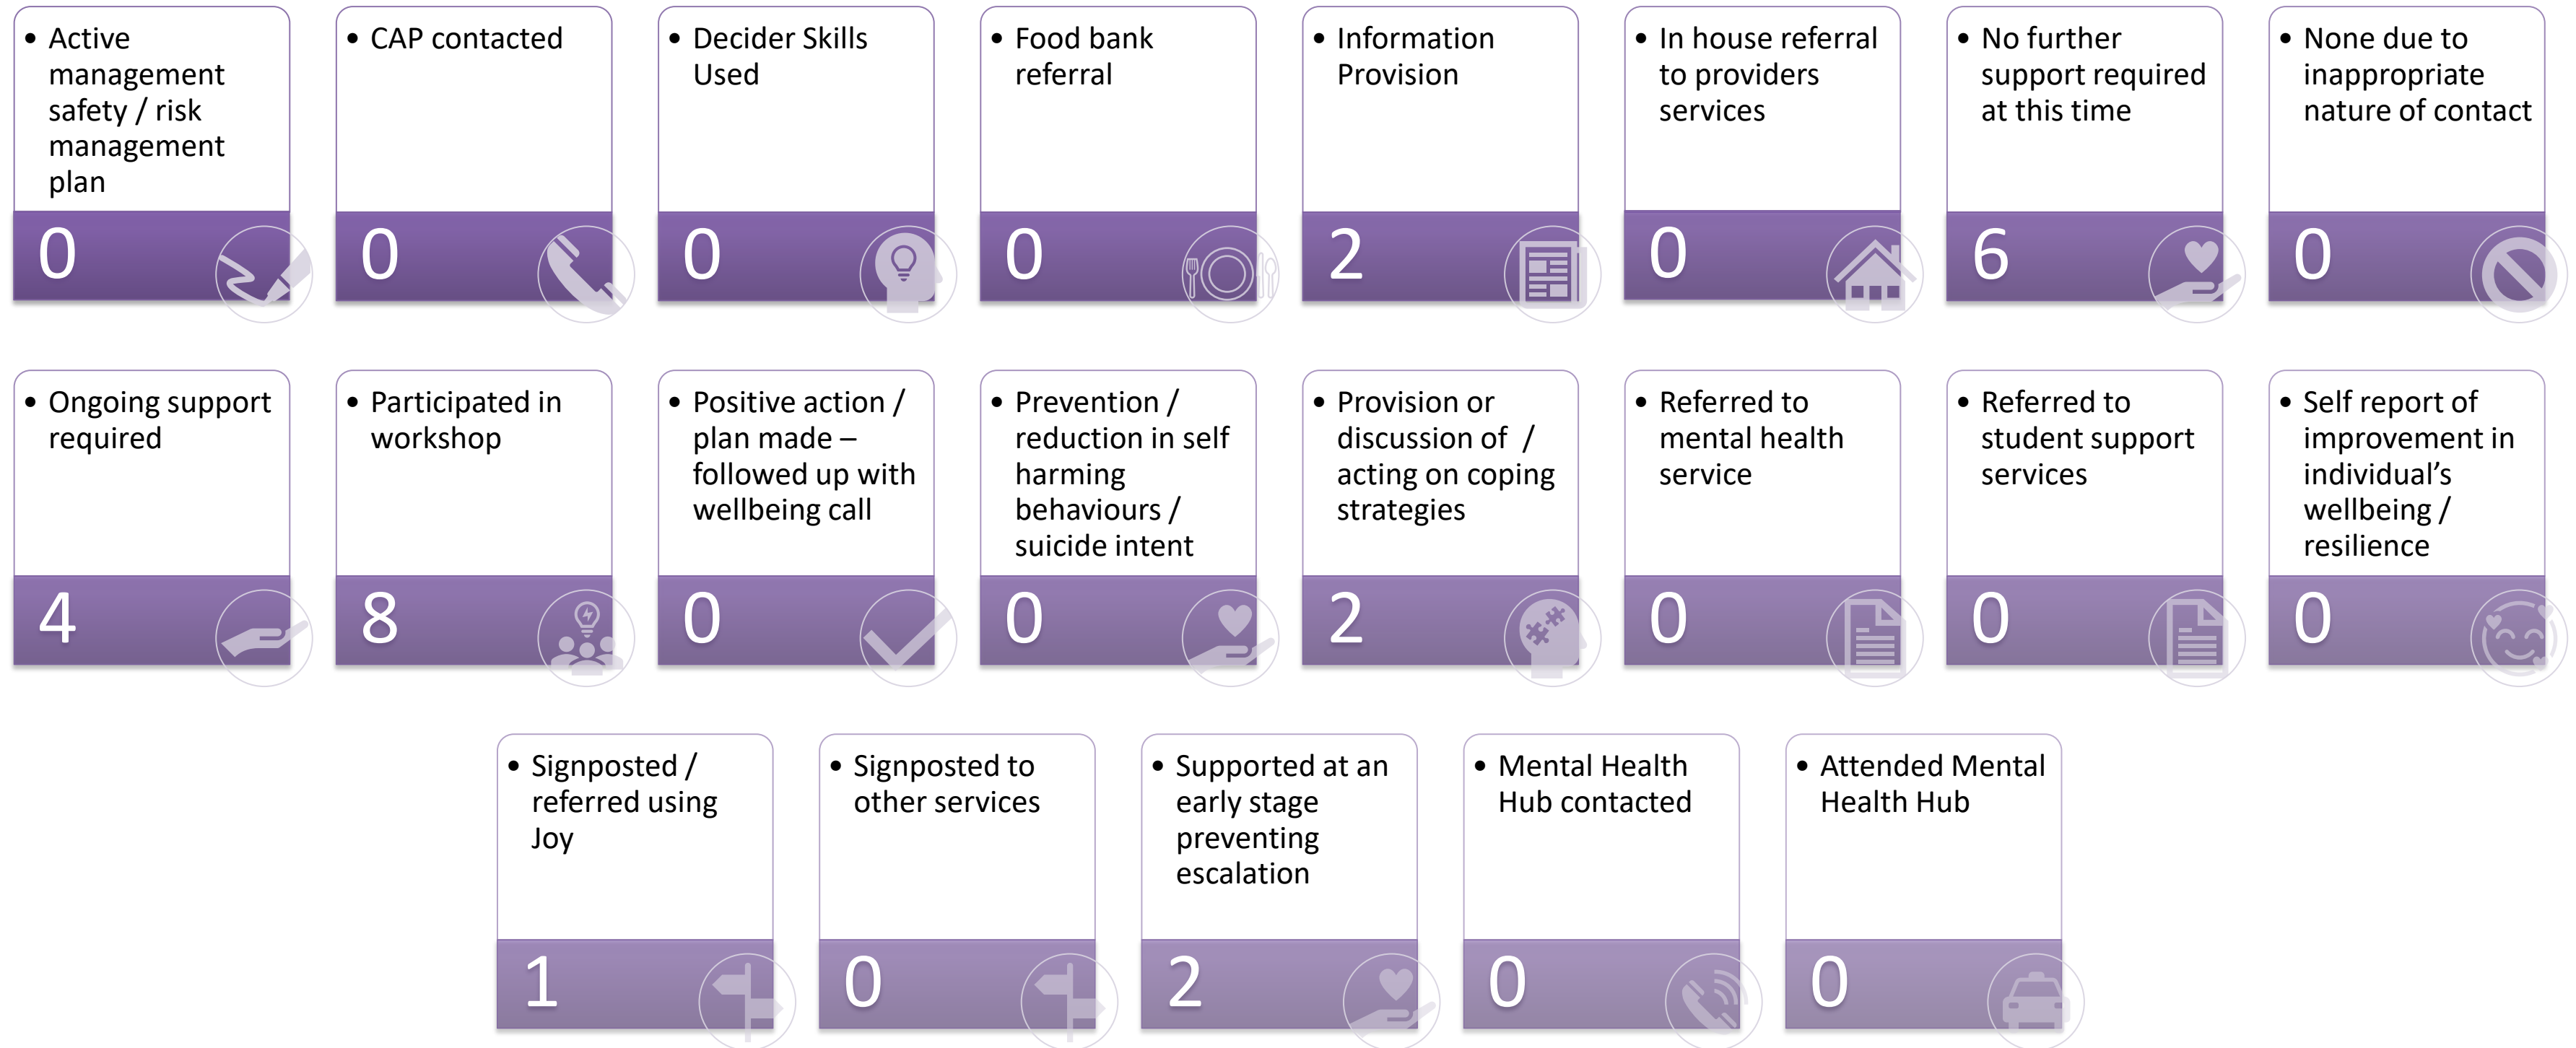 • Active
management
safety / risk
management
plan
0
• CAP contacted
0
• Decider Skills
Used
0
• Food bank
referral
0
• Information
Provision
2
• In house referral
to providers
services
0
• No further
support required
at this time
6
• None due to
inappropriate
nature of contact
0
• Ongoing support
required
4
• Participated in
workshop
8
• Positive action /
plan made –
followed up with
wellbeing call
0
• Prevention /
reduction in self
harming
behaviours /
suicide intent
0
• Provision or
discussion of /
acting on coping
strategies
2
• Referred to
mental health
service
0
• Referred to
student support
services
0
• Self report of
improvement in
individual’s
wellbeing /
resilience
0
• Signposted /
referred using
Joy
1
• Signposted to
other services
0
• Supported at an
early stage
preventing
escalation
2
• Mental Health
Hub contacted
0
• Attended Mental
Health Hub
0